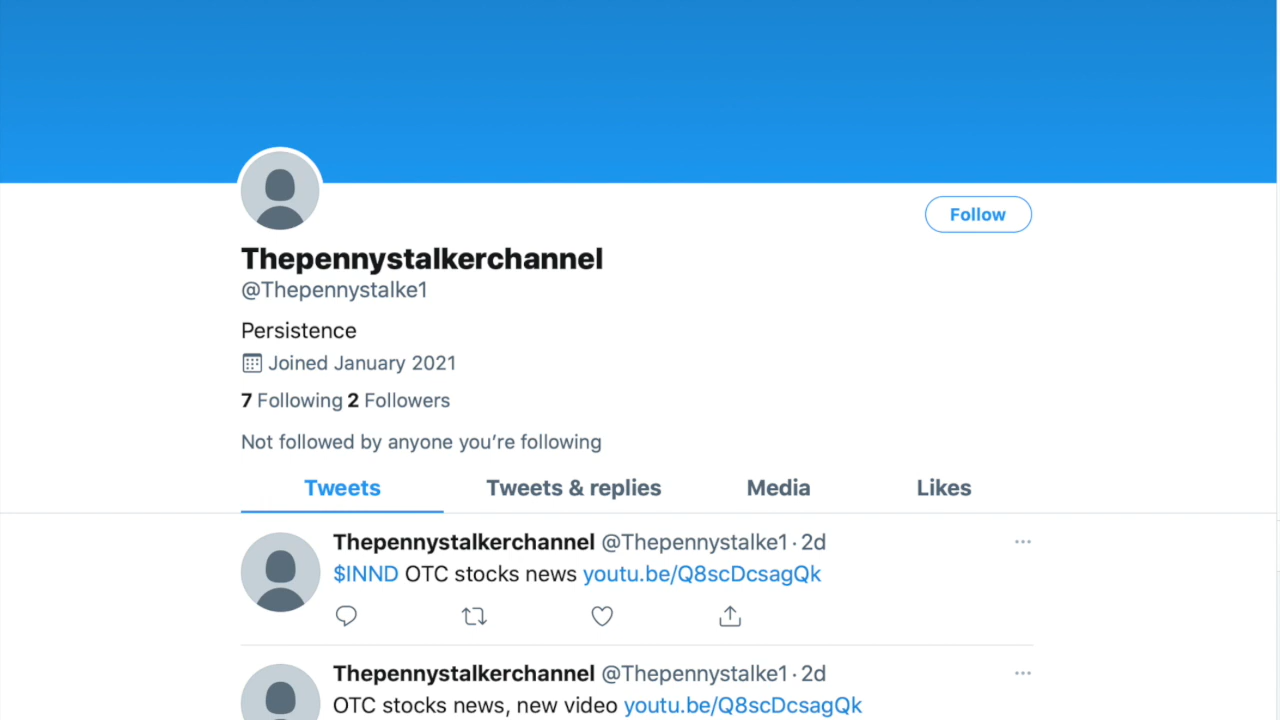 Follow
Thepennystalkerchannel
@Thepennystalke1
Persistence
Joined January 2021
7 Following 2 Followers
Not followed by anyone you’re following
Tweets Tweets & replies Media Likes
Thepennystalkerchannel @Thepennystalke1 · 2d
$INND OTC stocks news youtu.be/Q8scDcsagQk
Thepennystalkerchannel @Thepennystalke1 · 2d
OTC stocks news, new video youtu.be/Q8scDcsagQk